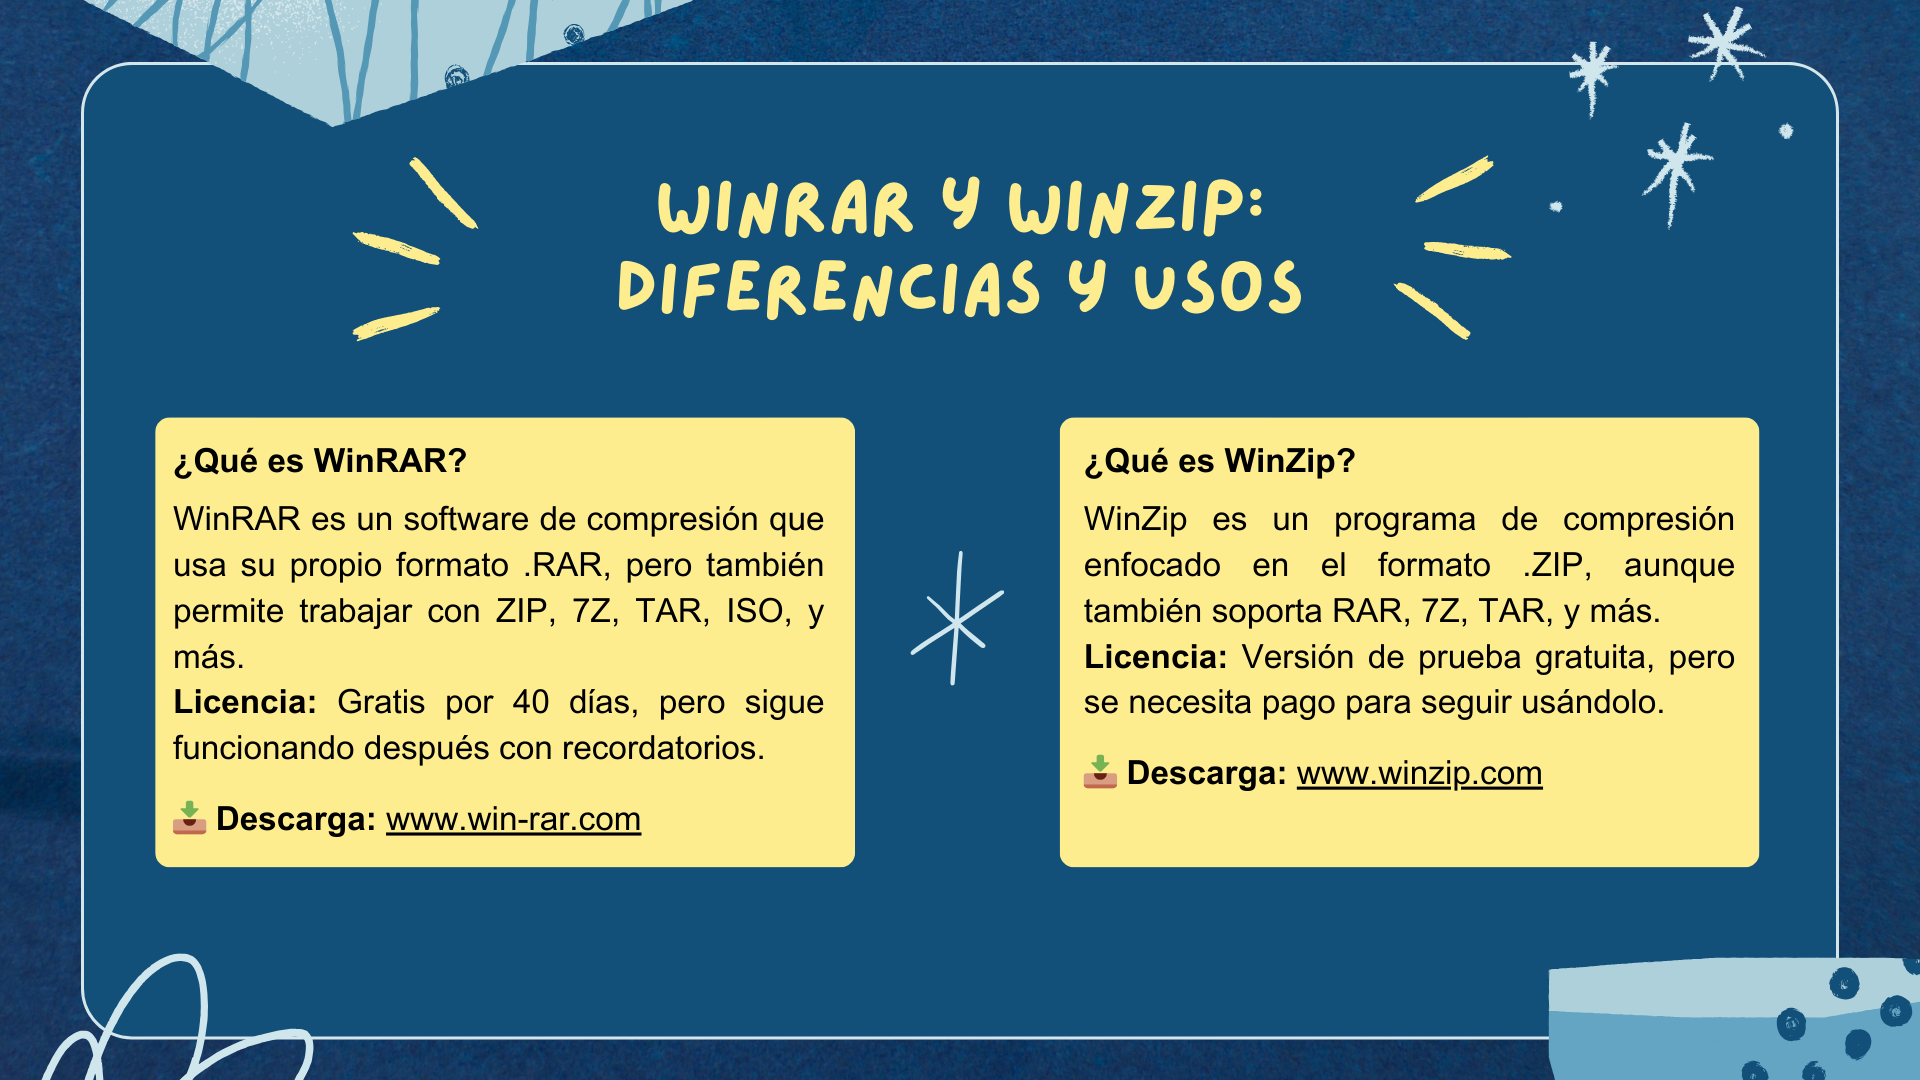 WINRAR Y WINZIP:
DIFERENCIAS Y USOS
¿Qué es WinRAR?
WinRAR es un software de compresión que
usa su propio formato .RAR, pero también
permite trabajar con ZIP, 7Z, TAR, ISO, y
más.
Licencia: Gratis por 40 días, pero sigue
funcionando después con recordatorios.
Descarga: www.win-rar.com
¿Qué es WinZip?
WinZip es un programa de compresión
enfocado en el formato .ZIP, aunque
también soporta RAR, 7Z, TAR, y más.
Licencia: Versión de prueba gratuita, pero
se necesita pago para seguir usándolo.
Descarga: www.winzip.com